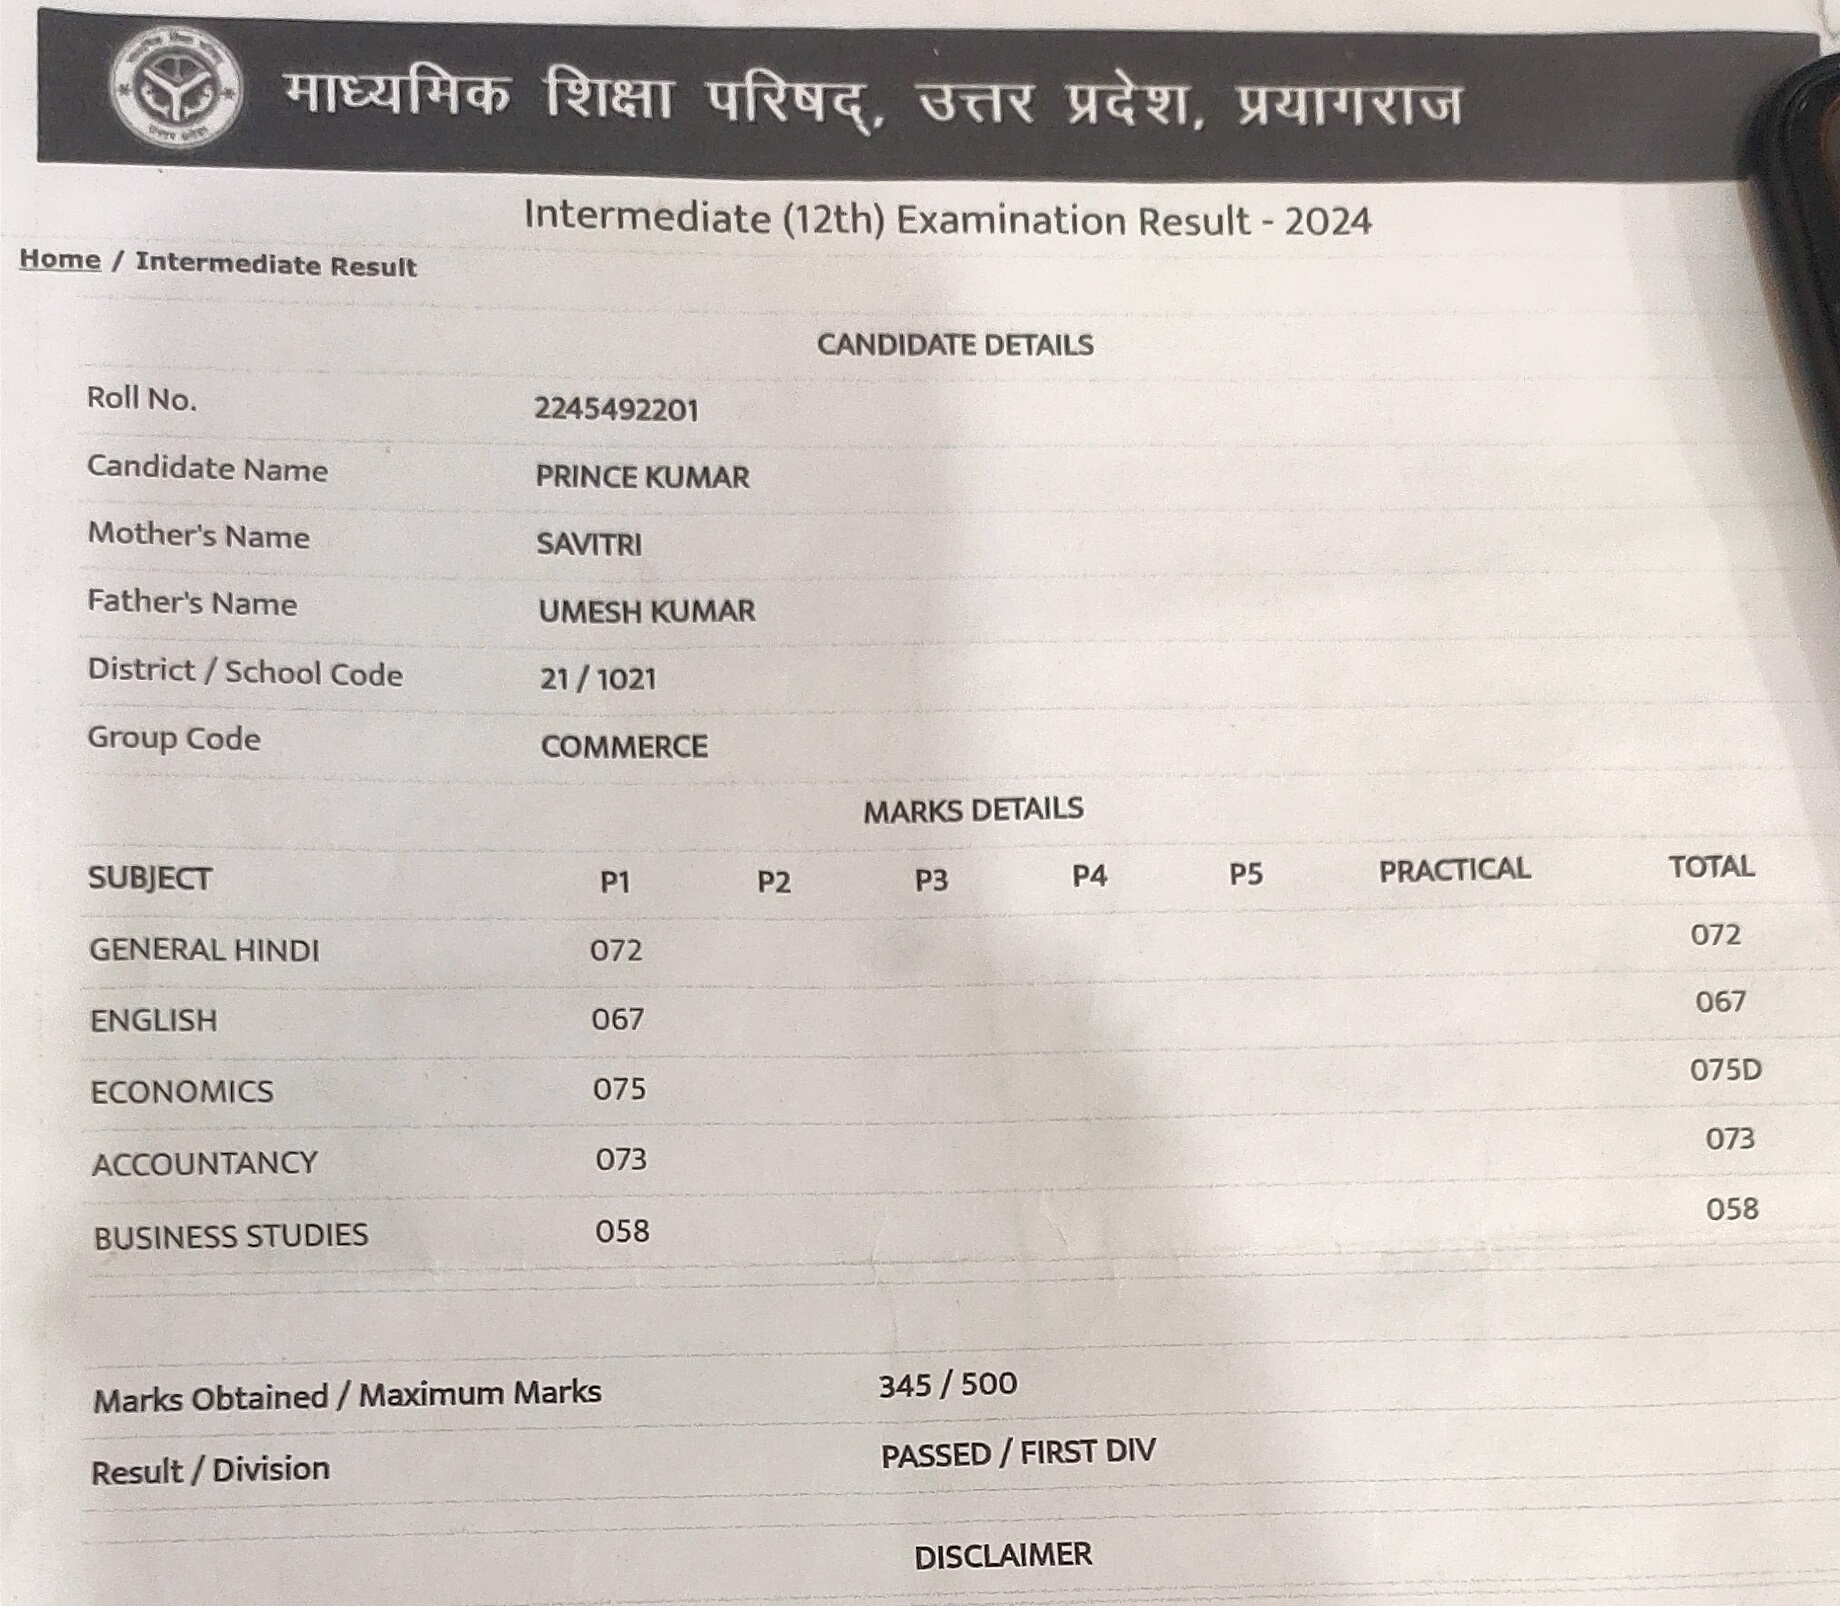 माध्यमिक शिक्षा परिषद्, उत्तर प्रदेश, प्रयागराज
Intermediate (12th) Examination Result - 2024
Home / Intermediate Result
CANDIDATE DETAILS
Roll No. 2245492201
Candidate Name PRINCE KUMAR
Mother's Name SAVITRI
Father's Name UMESH KUMAR
District / School Code 21 / 1021
Group Code COMMERCE
MARKS DETAILS
SUBJECT P1 P2 P3 P4 P5 PRACTICAL TOTAL
GENERAL HINDI 072 072
ENGLISH 067 067
ECONOMICS 075 075D
ACCOUNTANCY 073 073
BUSINESS STUDIES 058 058
Marks Obtained / Maximum Marks 345 / 500
Result / Division PASSED / FIRST DIV
DISCLAIMER